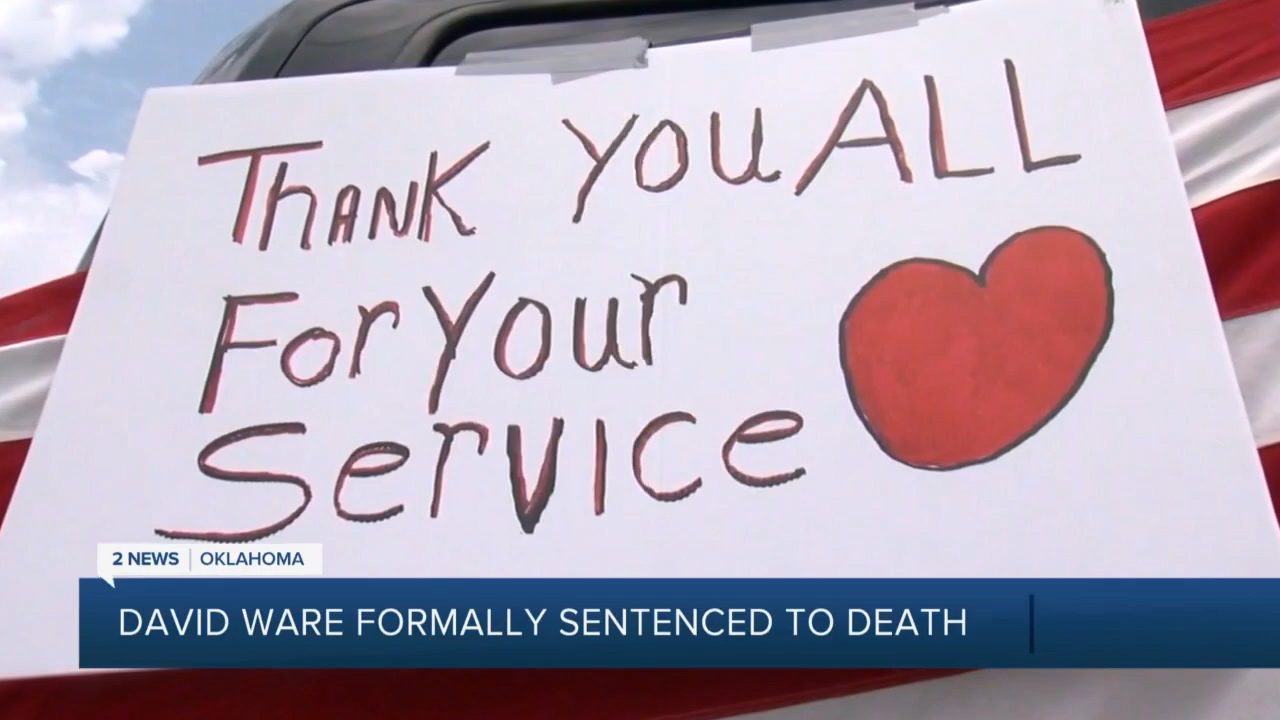 THANK YOU ALL
FOR YOUR
SERVICE
2 NEWS OKLAHOMA
DAVID WARE FORMALLY SENTENCED TO DEATH